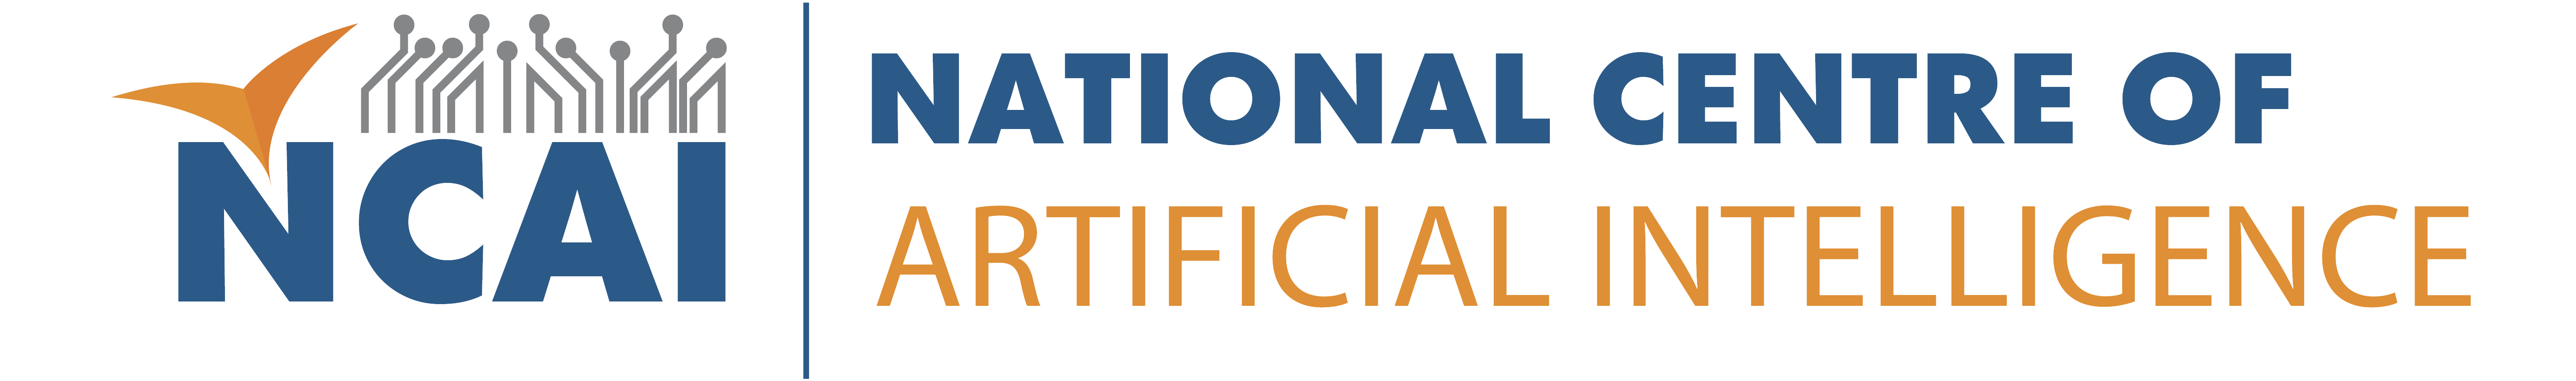 NCAI
NATIONAL CENTRE OF
ARTIFICIAL INTELLIGENCE